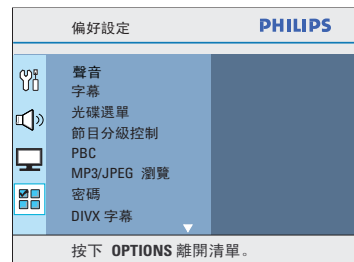 偏好設定 PHILIPS
聲音
字幕
光碟選單
節目分級控制
PBC
MP3/JPEG 瀏覽
密碼
DIVX 字幕
按下 OPTIONS 離開清單。